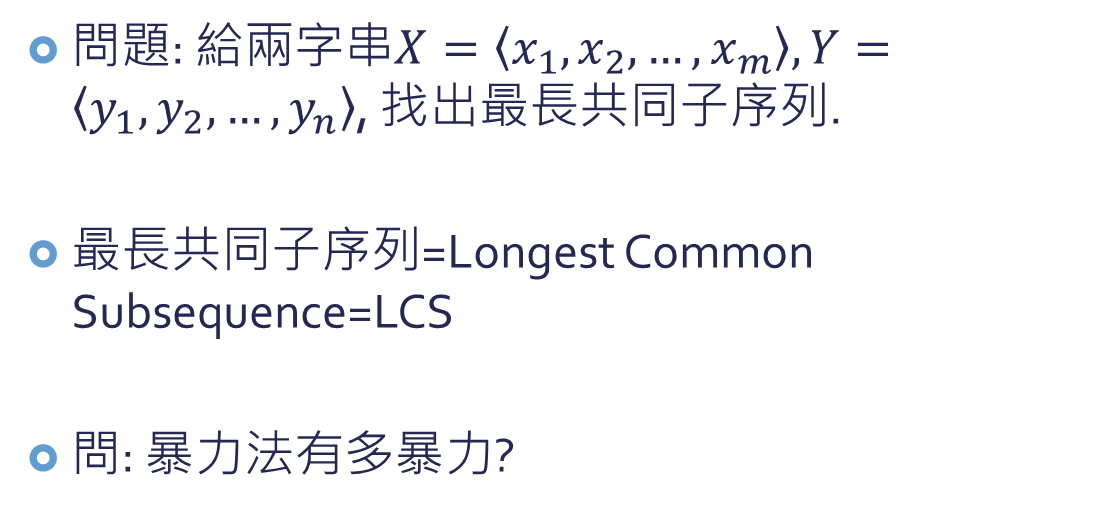 問題: 給兩字串X = ⟨x₁, x₂, … , xₘ⟩, Y =
⟨y₁, y₂, … , yₙ⟩, 找出最長共同子序列.
最長共同子序列=Longest Common
Subsequence=LCS
問: 暴力法有多暴力?